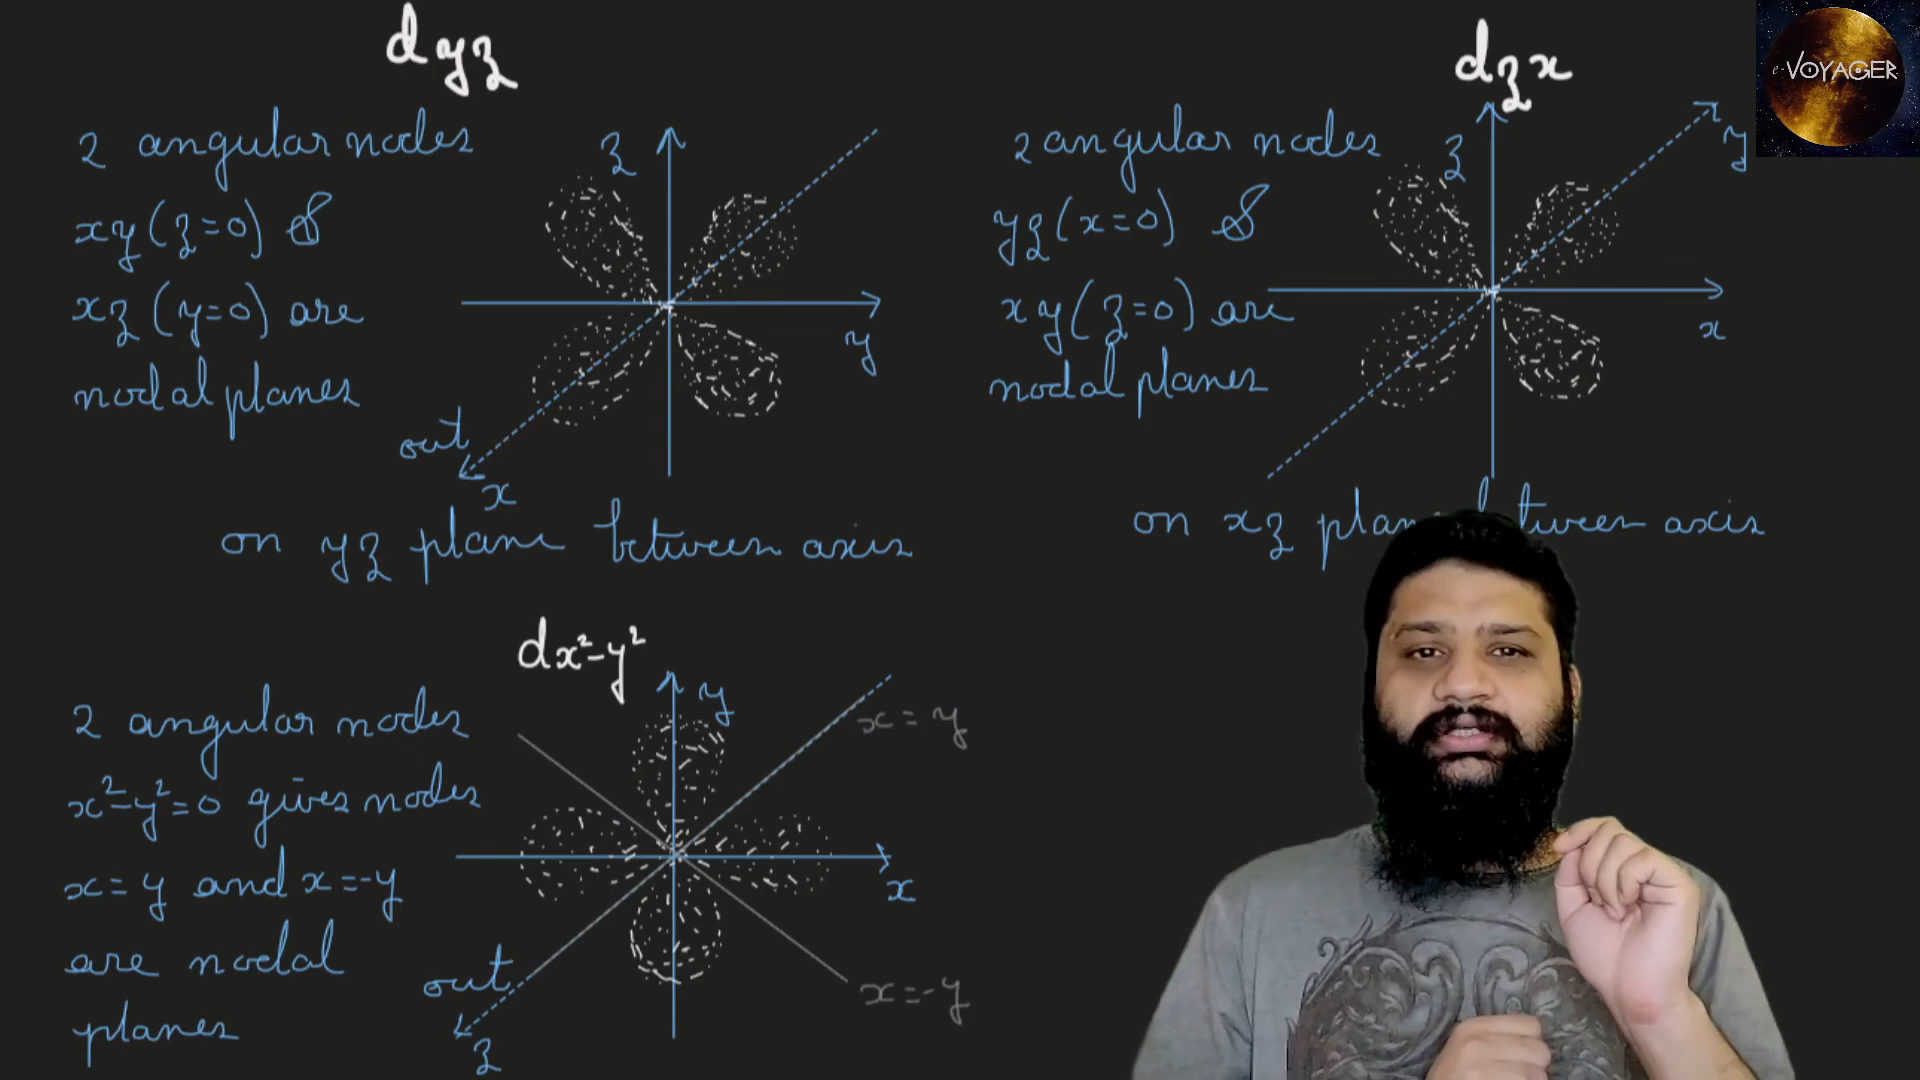 dyz
2 angular nodes
xy (z=0) &
xz (y=0) are
nodal planes
z
y
out
x
on yz plane between axis
dzx
2 angular nodes
yz (x=0) &
xy (z=0) are
nodal planes
z
y
x
on xz plane between axis
e-VOYAGER
dx²-y²
2 angular nodes
x²-y²=0 gives nodes
x=y and x=-y
are nodal
planes
y
x=y
x
out
z
x=-y